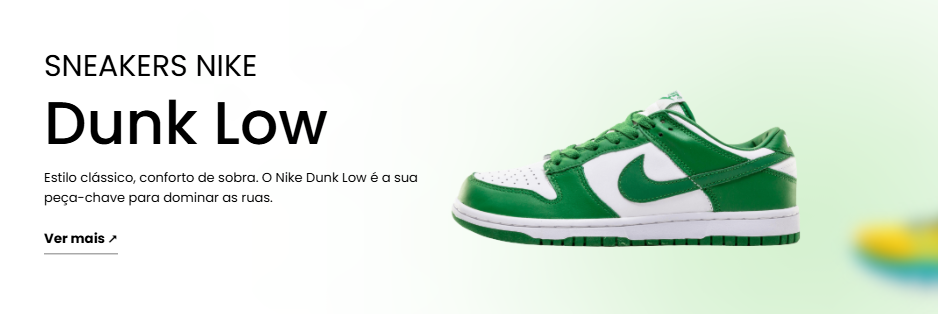 SNEAKERS NIKE
Dunk Low
Estilo clássico, conforto de sobra. O Nike Dunk Low é a sua
peça-chave para dominar as ruas.
Ver mais ↗